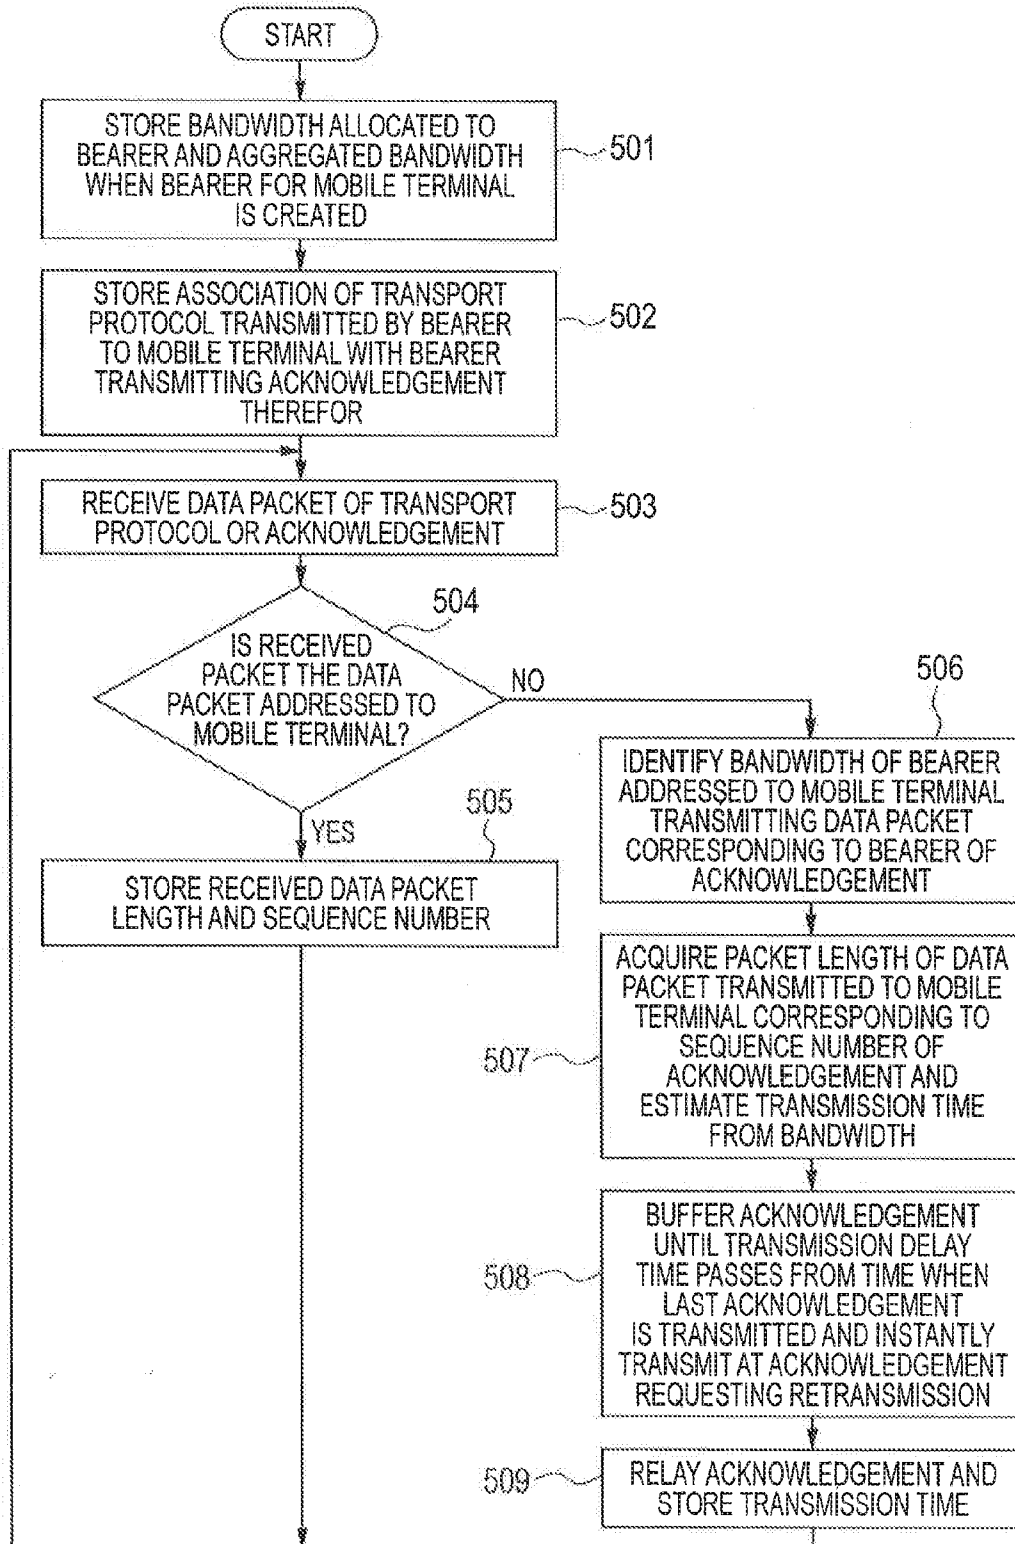 START
STORE BANDWIDTH ALLOCATED TO
BEARER AND AGGREGATED BANDWIDTH
WHEN BEARER FOR MOBILE TERMINAL
IS CREATED
501
STORE ASSOCIATION OF TRANSPORT
PROTOCOL TRANSMITTED BY BEARER
TO MOBILE TERMINAL WITH BEARER
TRANSMITTING ACKNOWLEDGEMENT
THEREFOR
502
RECEIVE DATA PACKET OF TRANSPORT
PROTOCOL OR ACKNOWLEDGEMENT
503
504
IS RECEIVED
PACKET THE DATA
PACKET ADDRESSED TO
MOBILE TERMINAL?
NO
YES
505
STORE RECEIVED DATA PACKET
LENGTH AND SEQUENCE NUMBER
506
IDENTIFY BANDWIDTH OF BEARER
ADDRESSED TO MOBILE TERMINAL
TRANSMITTING DATA PACKET
CORRESPONDING TO BEARER OF
ACKNOWLEDGEMENT
507
ACQUIRE PACKET LENGTH OF DATA
PACKET TRANSMITTED TO MOBILE
TERMINAL CORRESPONDING TO
SEQUENCE NUMBER OF
ACKNOWLEDGEMENT AND
ESTIMATE TRANSMISSION TIME
FROM BANDWIDTH
508
BUFFER ACKNOWLEDGEMENT
UNTIL TRANSMISSION DELAY
TIME PASSES FROM TIME WHEN
LAST ACKNOWLEDGEMENT
IS TRANSMITTED AND INSTANTLY
TRANSMIT AT ACKNOWLEDGEMENT
REQUESTING RETRANSMISSION
509
RELAY ACKNOWLEDGEMENT AND
STORE TRANSMISSION TIME